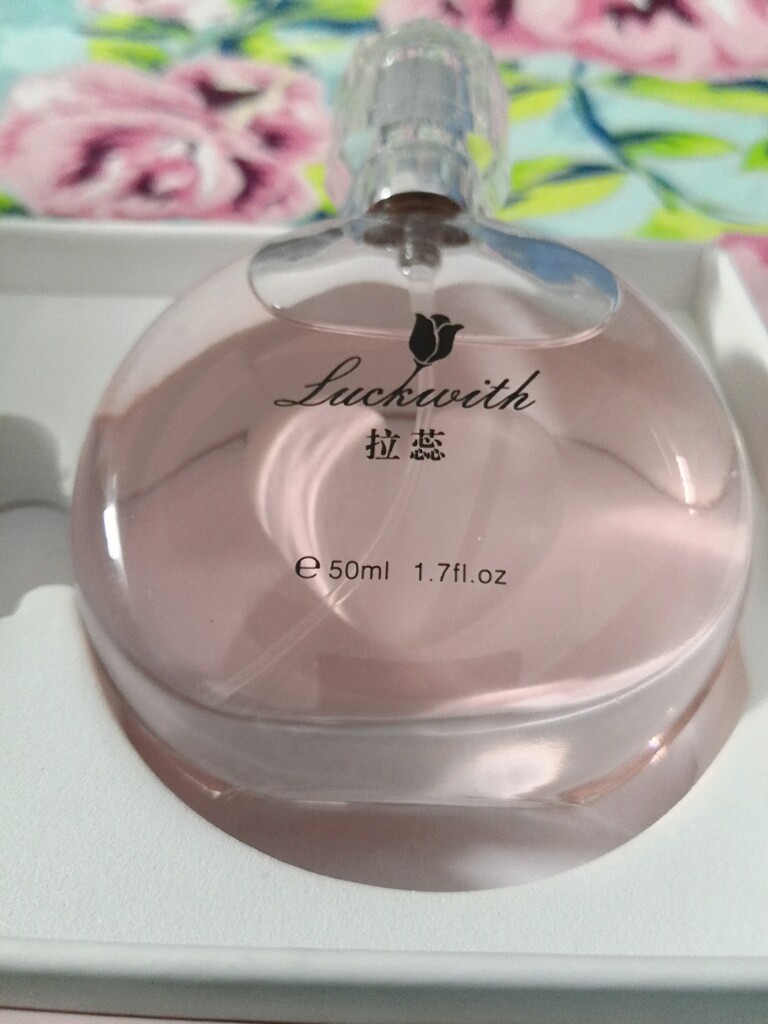 Luckwith
拉蕊
℮ 50ml 1.7fl.oz